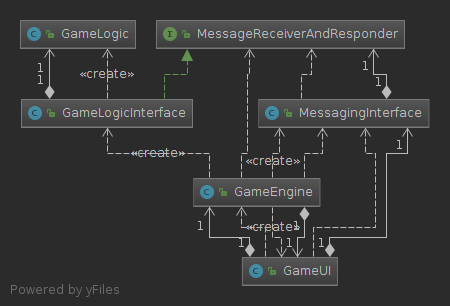 C GameLogic
I MessageReceiverAndResponder
1
1
«create»
1
1
C GameLogicInterface
C MessagingInterface
«create»
«create»
1
C GameEngine
1
1
«create»
1
1
1
C GameUI
Powered by yFiles